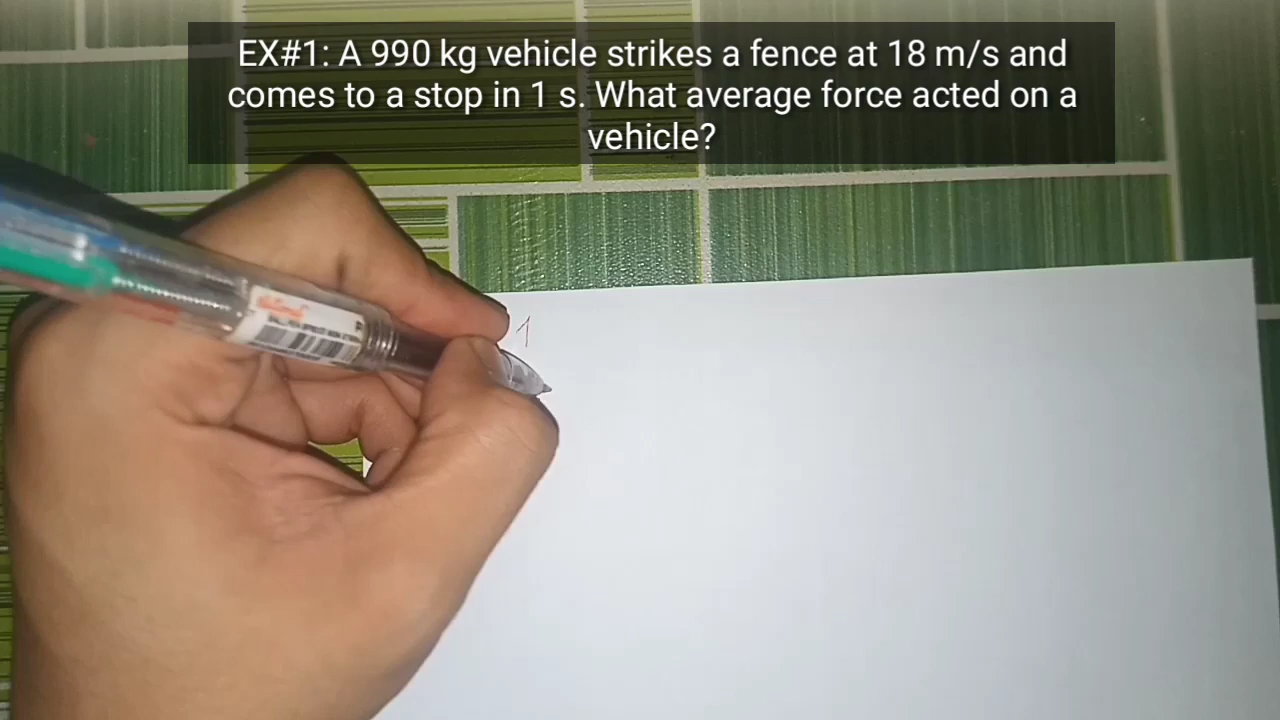 EX#1: A 990 kg vehicle strikes a fence at 18 m/s and
comes to a stop in 1 s. What average force acted on a
vehicle?
1